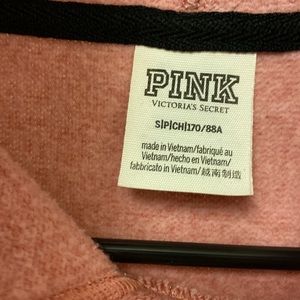 PINK
VICTORIA'S SECRET
S|P|CH|170/88A
made in Vietnam/fabriqué au
Vietnam/hecho en Vietnam/
fabbricato in Vietnam/越南制造